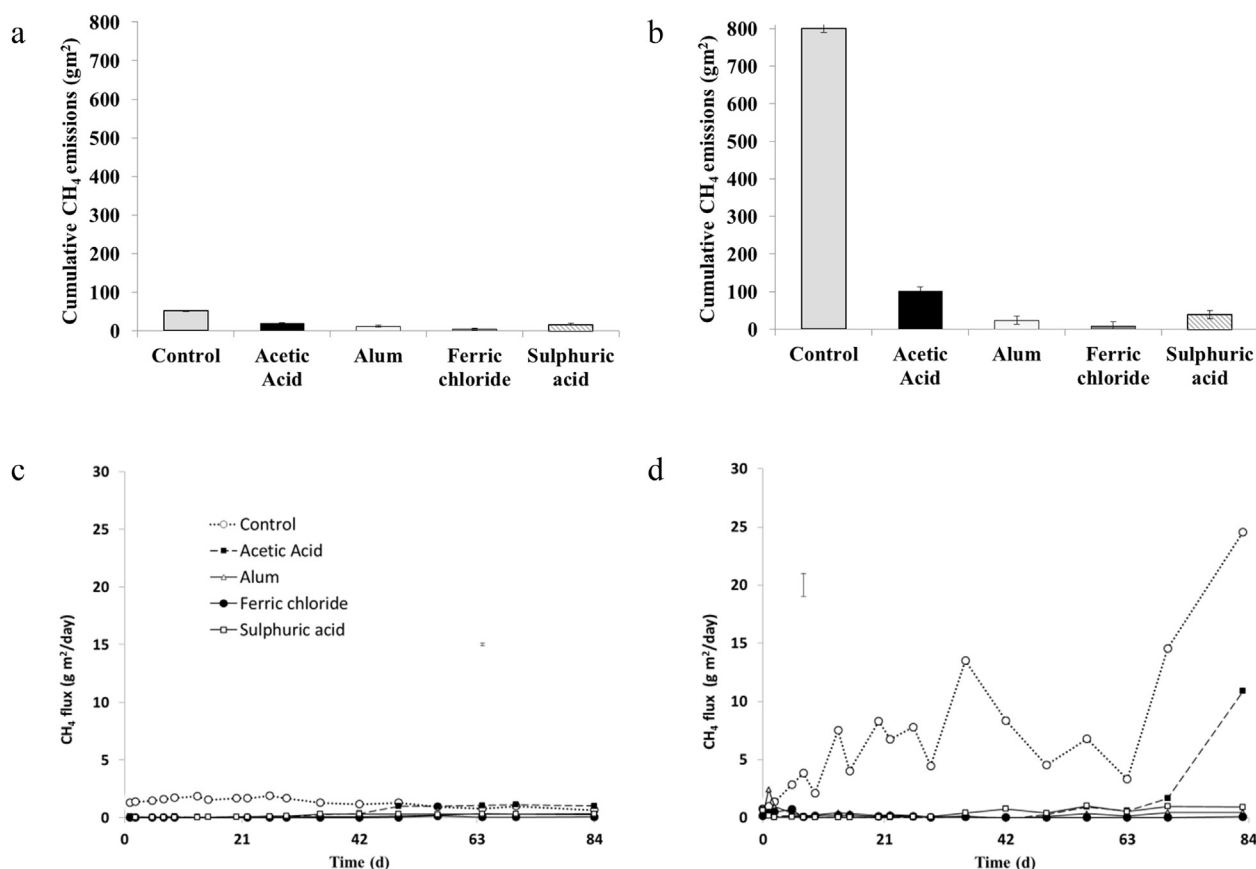 a
Cumulative CH4 emissions (gm²)
800
700
600
500
400
300
200
100
0
Control
Acetic
Acid
Alum
Ferric
chloride
Sulphuric
acid
b
Cumulative CH4 emissions (gm²)
800
700
600
500
400
300
200
100
0
Control
Acetic
Acid
Alum
Ferric
chloride
Sulphuric
acid
c
CH4 flux (g m²/day)
30
25
20
15
10
5
0
Control
Acetic Acid
Alum
Ferric chloride
Sulphuric acid
0 21 42 63 84
Time (d)
d
CH4 flux (g m²/day)
30
25
20
15
10
5
0
0 21 42 63 84
Time (d)